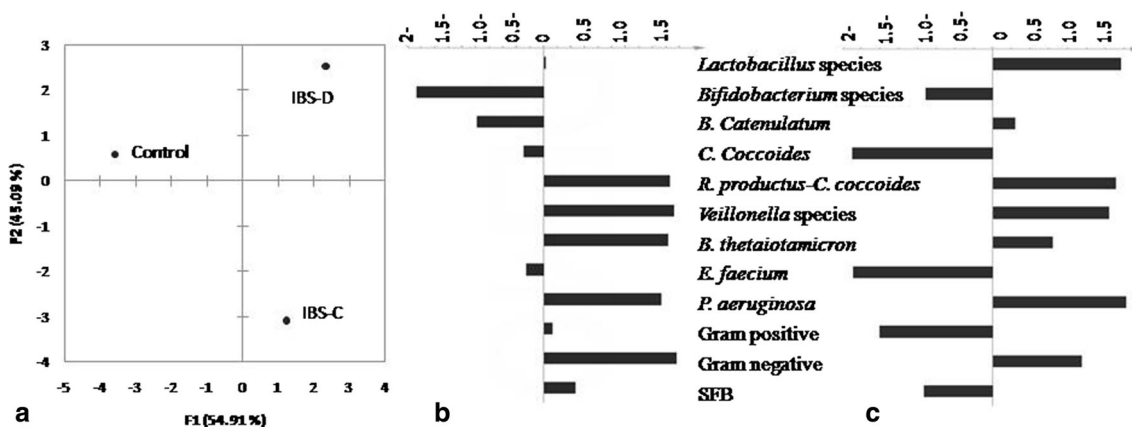 3
2
1
0
-1
-2
-3
-4
F2 (45.09 %)
-5 -4 -3 -2 -1 0 1 2 3 4
F1 (54.91 %)
IBS-D
Control
IBS-C
a
2- 1.5- 1.0- 0.5- 0 0.5 1.0 1.5
b
Lactobacillus species
Bifidobacterium species
B. Catenulatum
C. Coccoides
R. productus-C. coccoides
Veillonella species
B. thetaiotamicron
E. faecium
P. aeruginosa
Gram positive
Gram negative
SFB
2- 1.5- 1.0- 0.5- 0 0.5 1.0 1.5
c